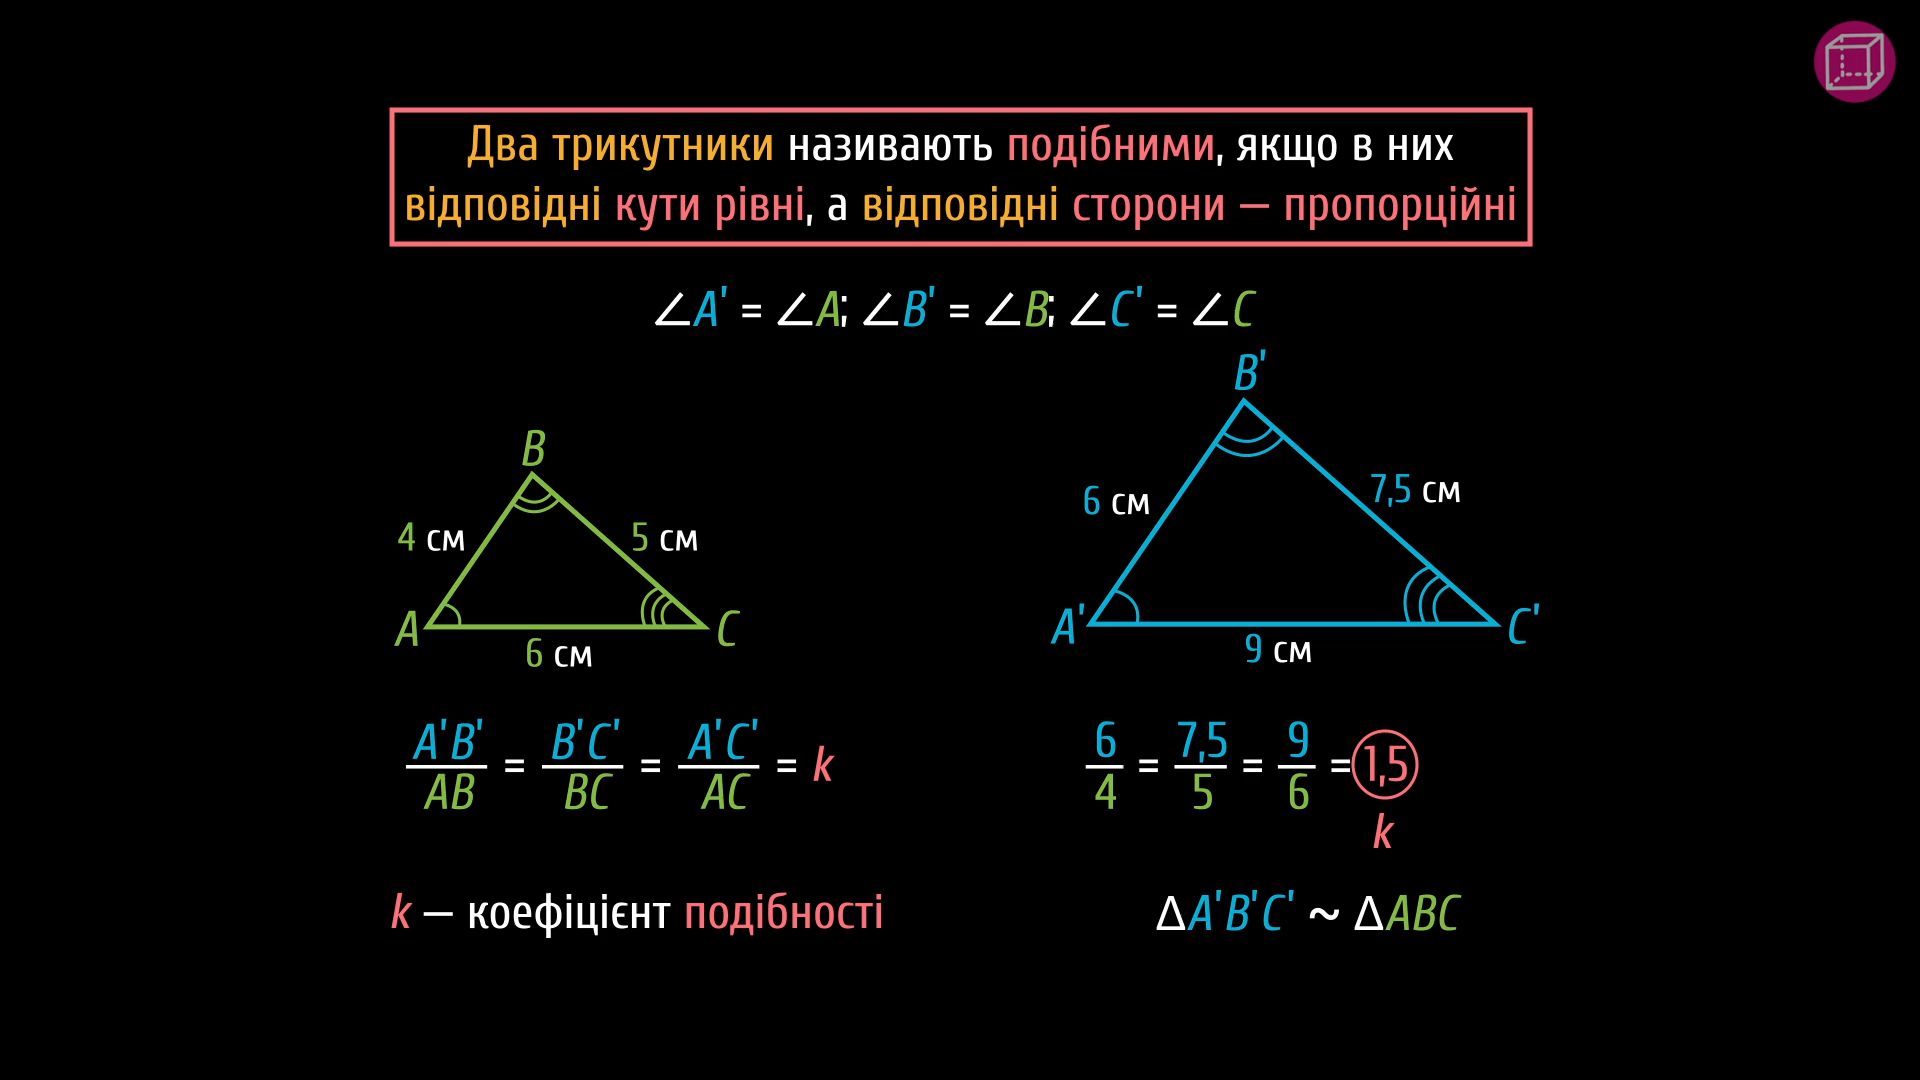 Два трикутники називають подібними, якщо в них
відповідні кути рівні, а відповідні сторони — пропорційні
∠A' = ∠A; ∠B' = ∠B; ∠C' = ∠C
B
4 см
5 см
A
C
6 см
B'
6 см
7,5 см
A'
C'
9 см
A'B'/AB = B'C'/BC = A'C'/AC = k
6/4 = 7,5/5 = 9/6 = 1,5
k
k — коефіцієнт подібності
ΔA'B'C' ~ ΔABC